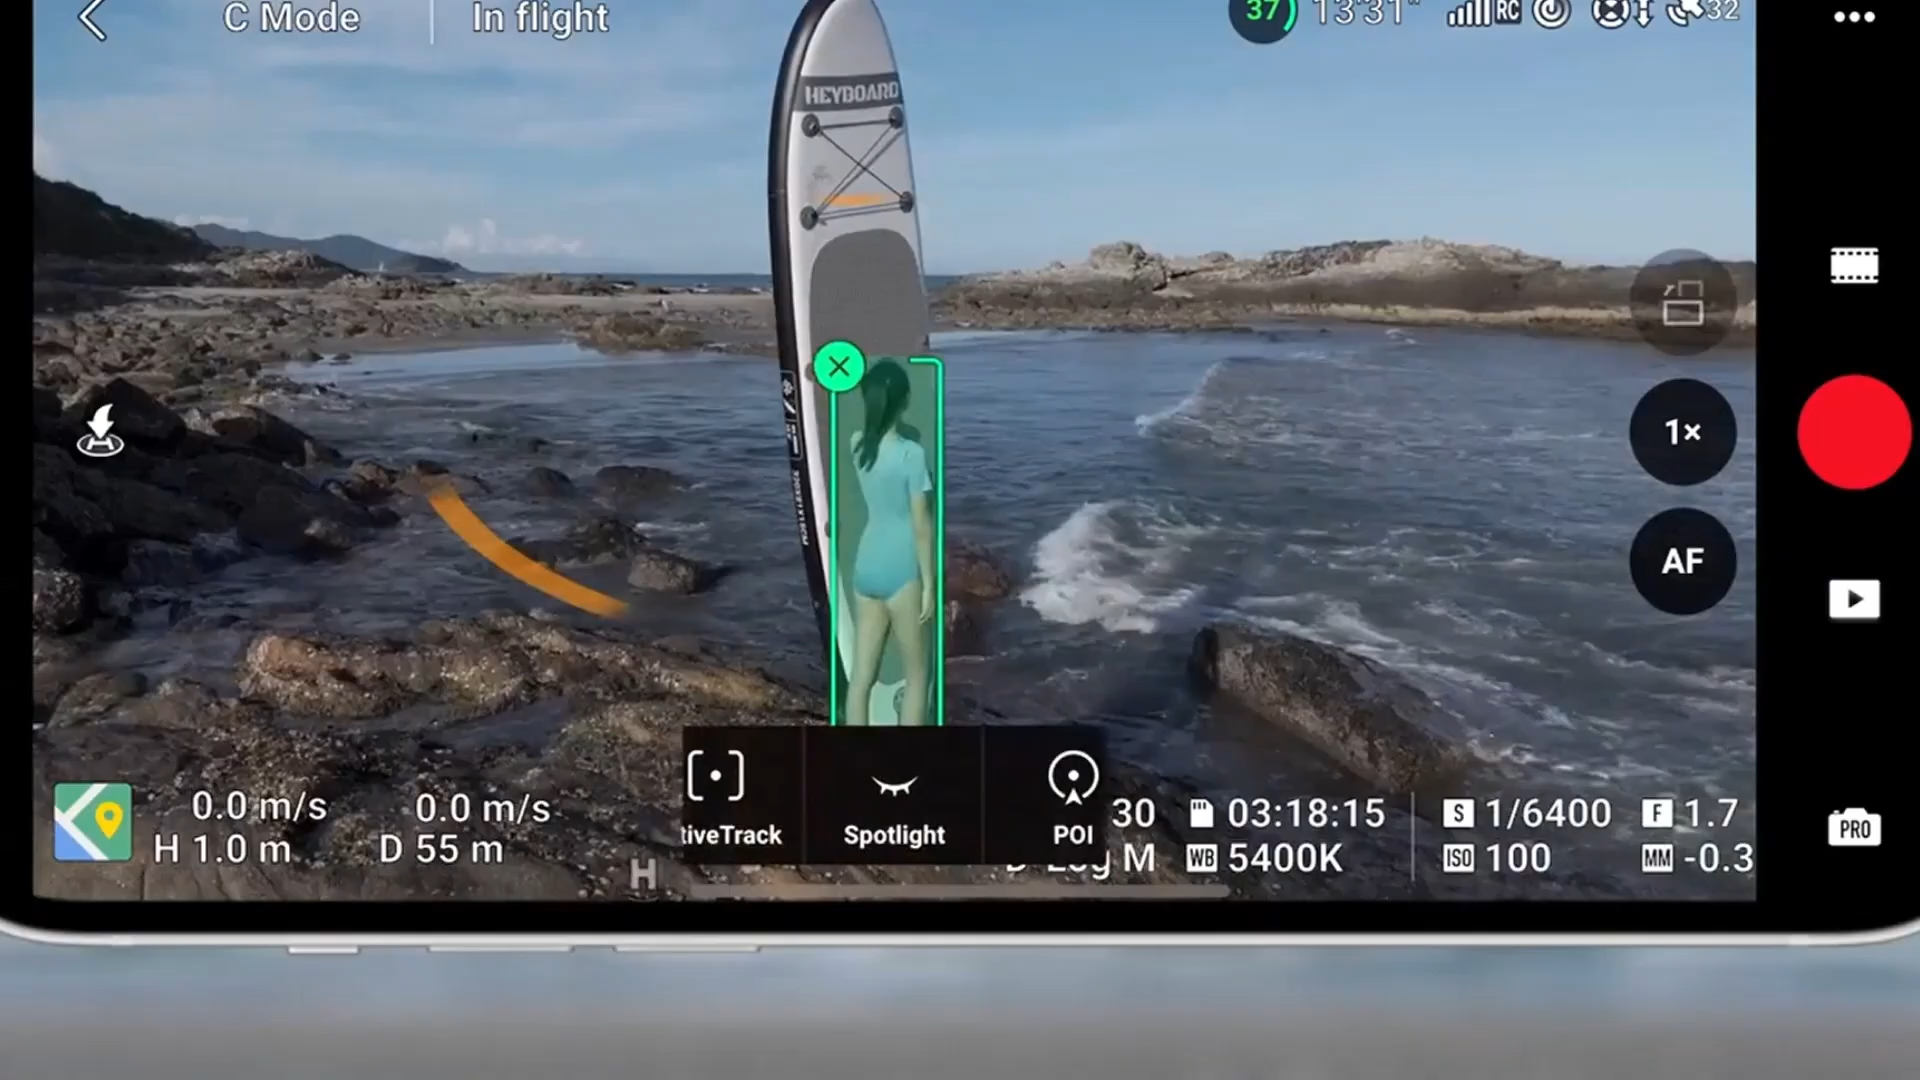 C Mode
In flight
37
13'31"
RC
32
HEYBOARD
1×
AF
tiveTrack
Spotlight
POI
0.0 m/s
0.0 m/s
H 1.0 m
D 55 m
H
30
03:18:15
S 1/6400
F 1.7
M
WB 5400K
ISO 100
MM -0.3
PRO